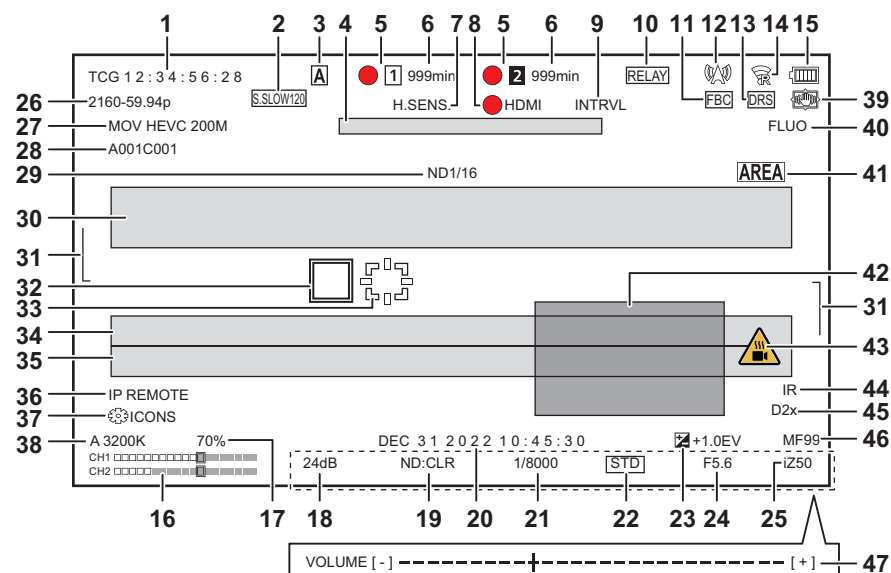 1 2 3 4 5 6 7 8 5 6 9 10 11 12 13 14 15
TCG 12:34:56:28 A 1 999min 2 999min RELAY R
26 2160-59.94p S.SLOW120 H.SENS. HDMI INTRVL FBC DRS 39
27 MOV HEVC 200M FLUO 40
28 A001C001
29 ND1/16 AREA 41
30
31
32 42
33 31
34 43
35
36 IP REMOTE IR 44
37 ICONS D2x 45
38 A 3200K 70% DEC 31 2022 10:45:30 +1.0EV MF99 46
CH1
CH2
24dB ND:CLR 1/8000 STD F5.6 iZ50
16 17 18 19 20 21 22 23 24 25
VOLUME [ - ] [ + ] 47